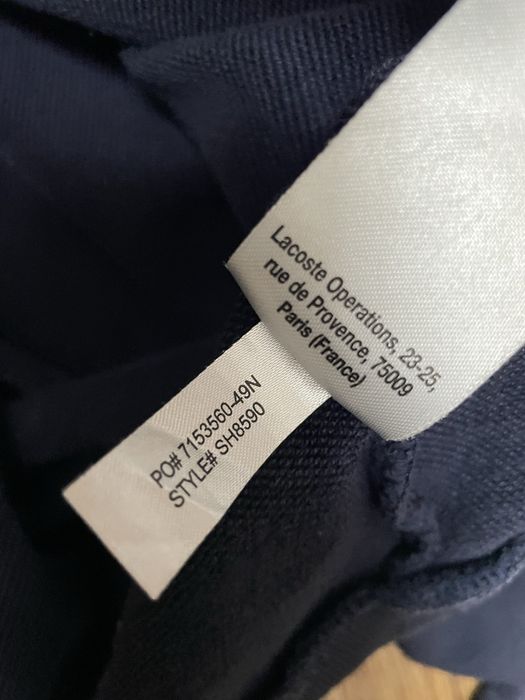 Lacoste Operations, 23-25,
rue de Provence, 75009
Paris (France)
PO# 7153560-49N
STYLE# SH8590